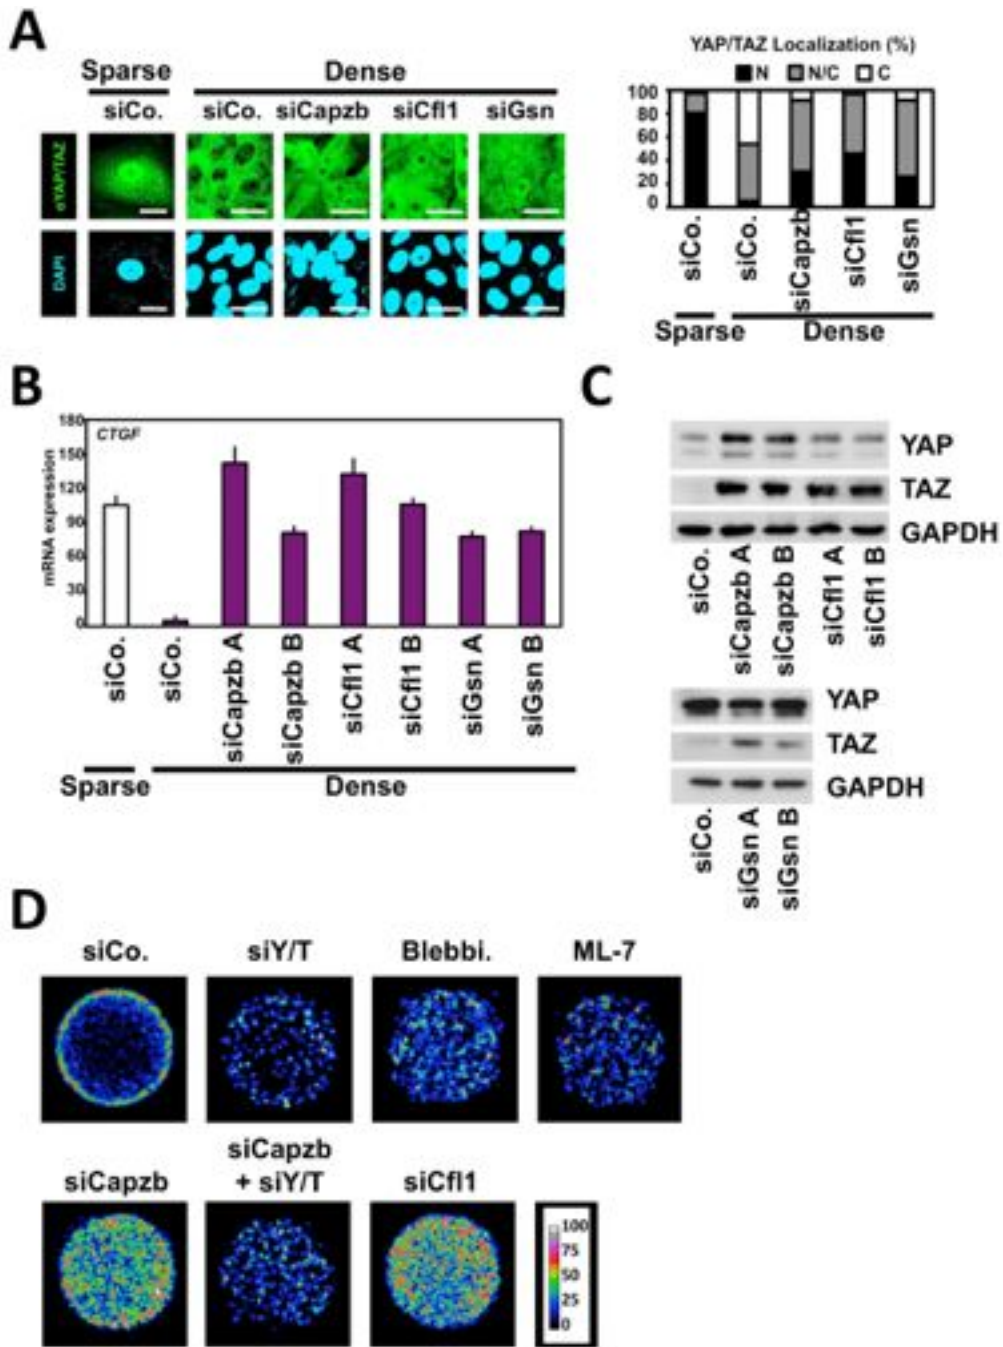 A
Sparse Dense
siCo. siCo. siCapzb siCfl1 siGsn
αYAP/TAZ
DAPI
YAP/TAZ Localization (%)
N N/C C
100
80
60
40
20
0
siCo. siCo. siCapzb siCfl1 siGsn
Sparse Dense
B
CTGF
mRNA expression
180
150
120
90
60
30
0
siCo. siCo. siCapzb A siCapzb B siCfl1 A siCfl1 B siGsn A siGsn B
Sparse Dense
C
YAP
TAZ
GAPDH
siCo. siCapzb A siCapzb B siCfl1 A siCfl1 B
YAP
TAZ
GAPDH
siCo. siGsn A siGsn B
D
siCo. siY/T Blebbi. ML-7
siCapzb siCapzb + siY/T siCfl1
100
75
50
25
0